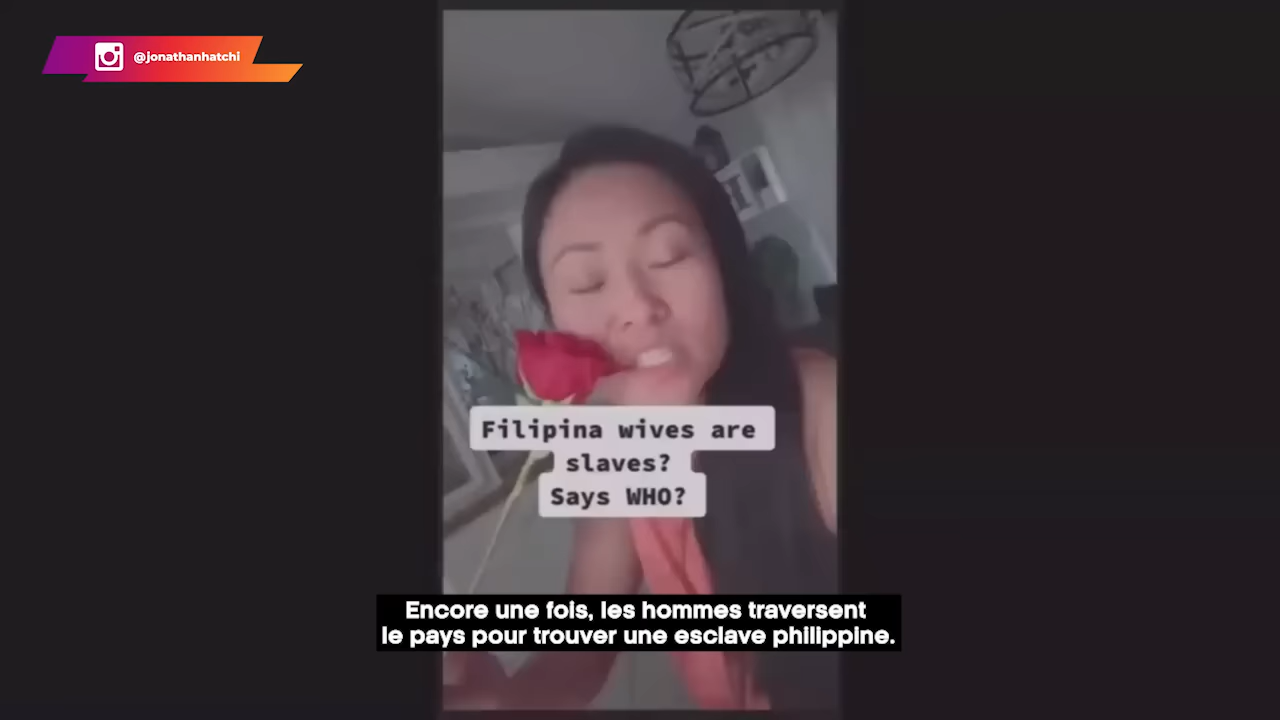 @jonathanhatchi
Filipina wives are
slaves?
Says WHO?
Encore une fois, les hommes traversent
le pays pour trouver une esclave philippine.